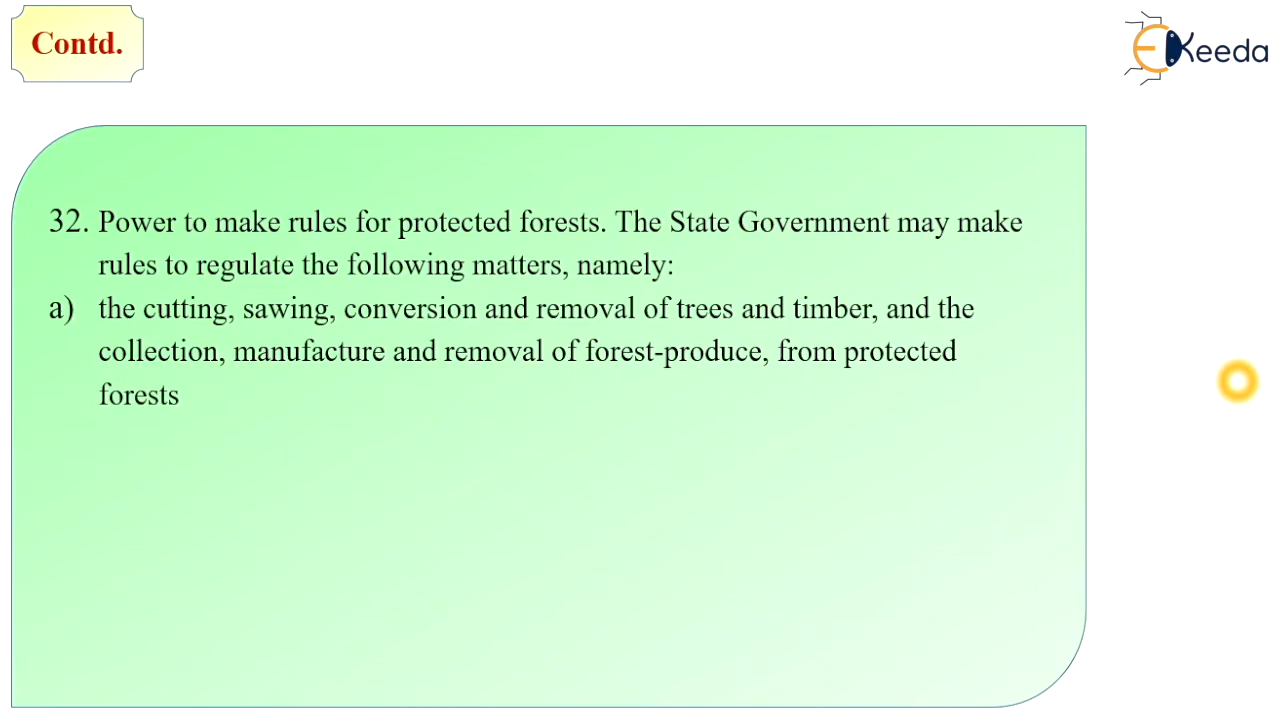 Contd.
EKeeda
32. Power to make rules for protected forests. The State Government may make
rules to regulate the following matters, namely:
a) the cutting, sawing, conversion and removal of trees and timber, and the
collection, manufacture and removal of forest-produce, from protected
forests